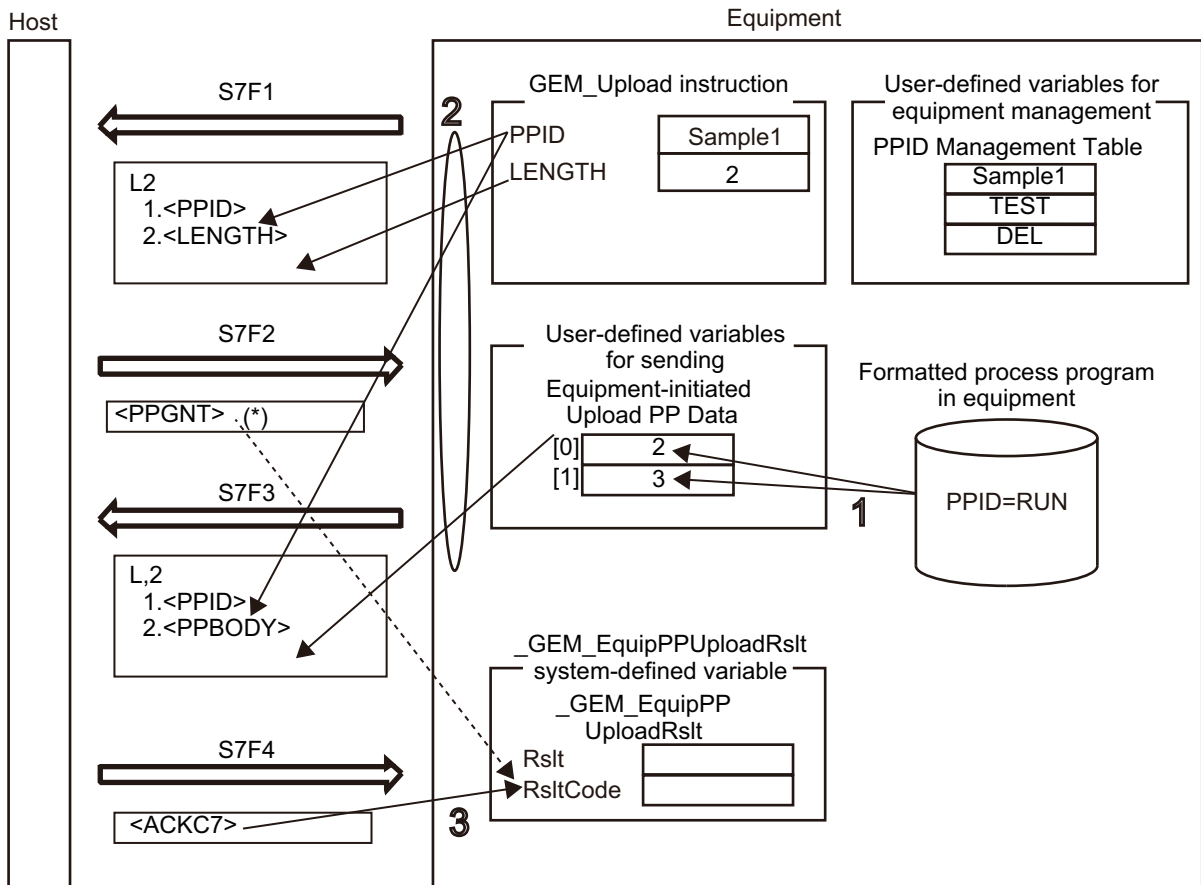 Host
Equipment
S7F1
L2
1.<PPID>
2.<LENGTH>
S7F2
<PPGNT> (*)
S7F3
L,2
1.<PPID>
2.<PPBODY>
S7F4
<ACKC7>
2
GEM_Upload instruction
PPID
Sample1
LENGTH
2
User-defined variables for
equipment management
PPID Management Table
Sample1
TEST
DEL
User-defined variables
for sending
Equipment-initiated
Upload PP Data
[0] 2
[1] 3
1
Formatted process program
in equipment
PPID=RUN
_GEM_EquipPPUploadRslt
system-defined variable
_GEM_EquipPP
UploadRslt
Rslt
RsltCode
3